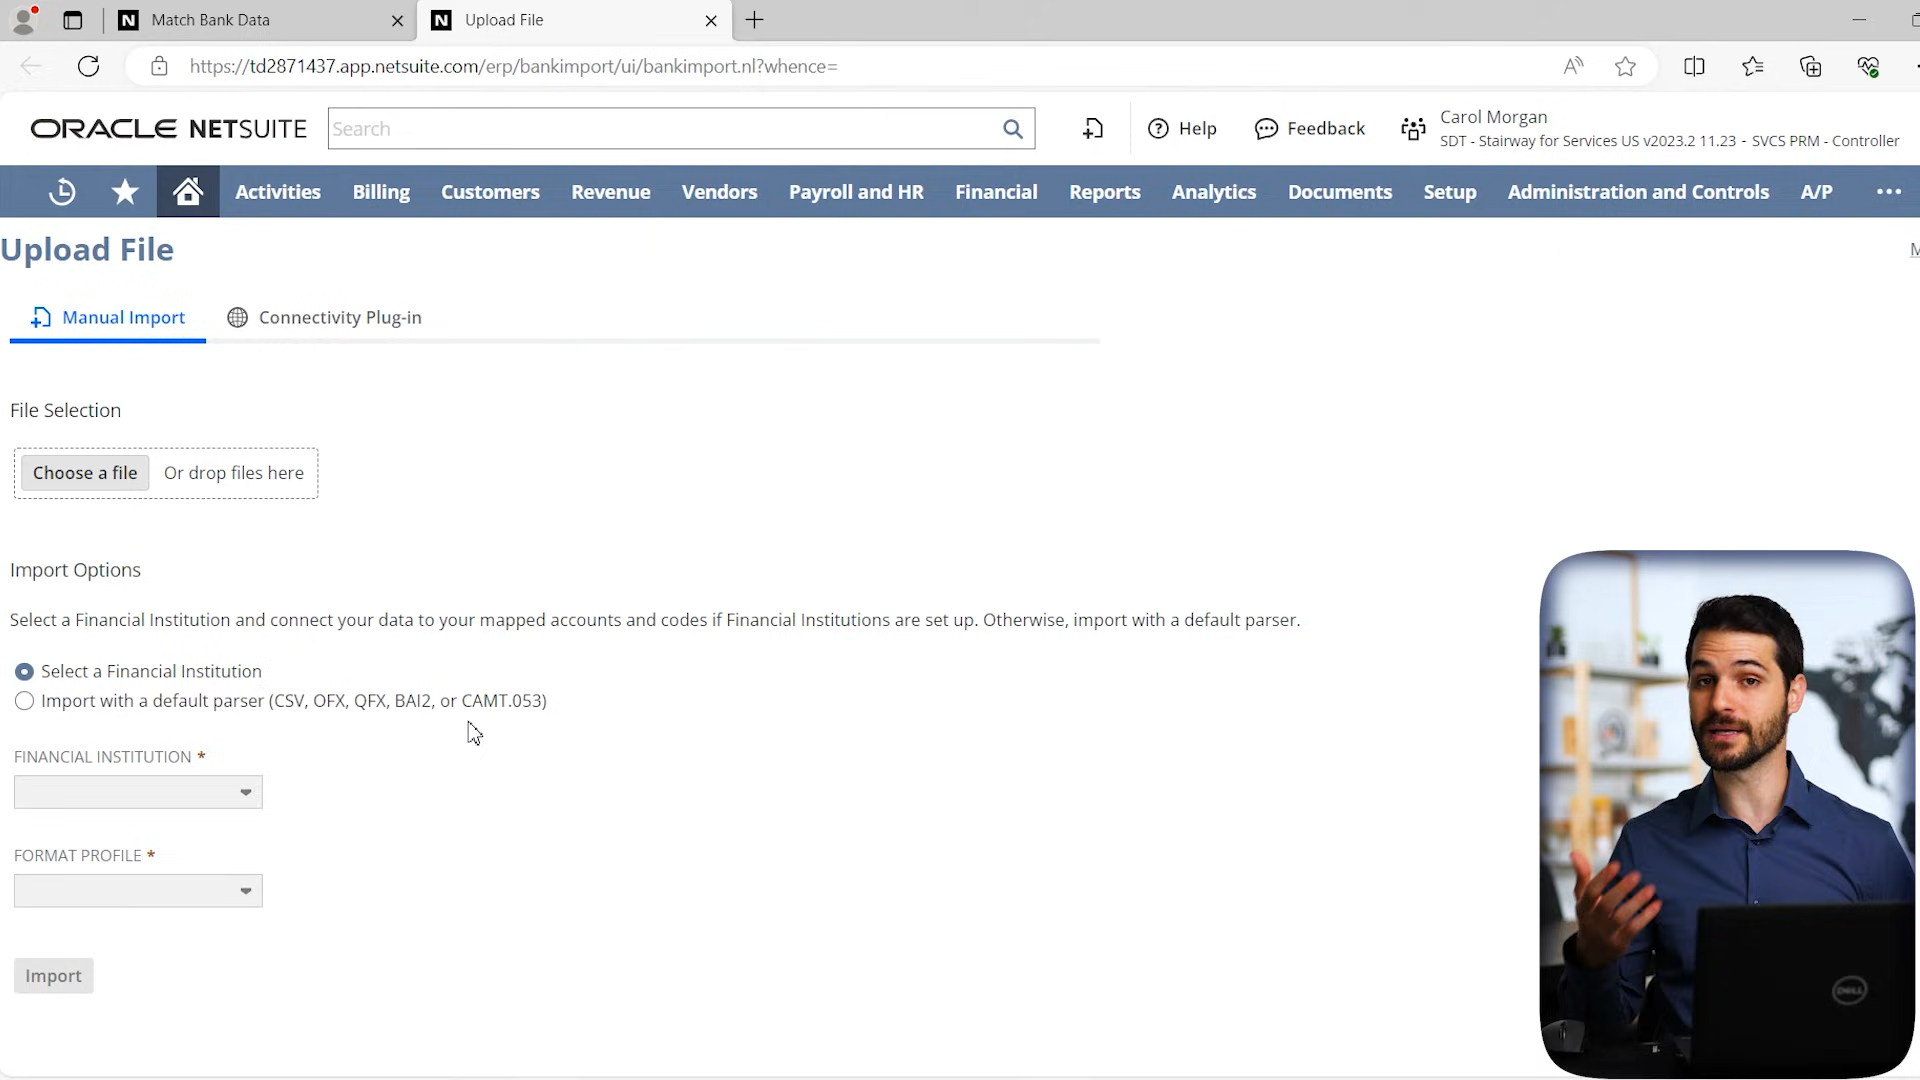 Match Bank Data
Upload File
https://td2871437.app.netsuite.com/erp/bankimport/ui/bankimport.nl?whence=
ORACLE NETSUITE
Search
Help
Feedback
Carol Morgan
SDT - Stairway for Services US v2023.2 11.23 - SVCS PRM - Controller
Activities
Billing
Customers
Revenue
Vendors
Payroll and HR
Financial
Reports
Analytics
Documents
Setup
Administration and Controls
A/P
Upload File
Manual Import
Connectivity Plug-in
File Selection
Choose a file
Or drop files here
Import Options
Select a Financial Institution and connect your data to your mapped accounts and codes if Financial Institutions are set up. Otherwise, import with a default parser.
Select a Financial Institution
Import with a default parser (CSV, OFX, QFX, BAI2, or CAMT.053)
FINANCIAL INSTITUTION *
FORMAT PROFILE *
Import
DELL